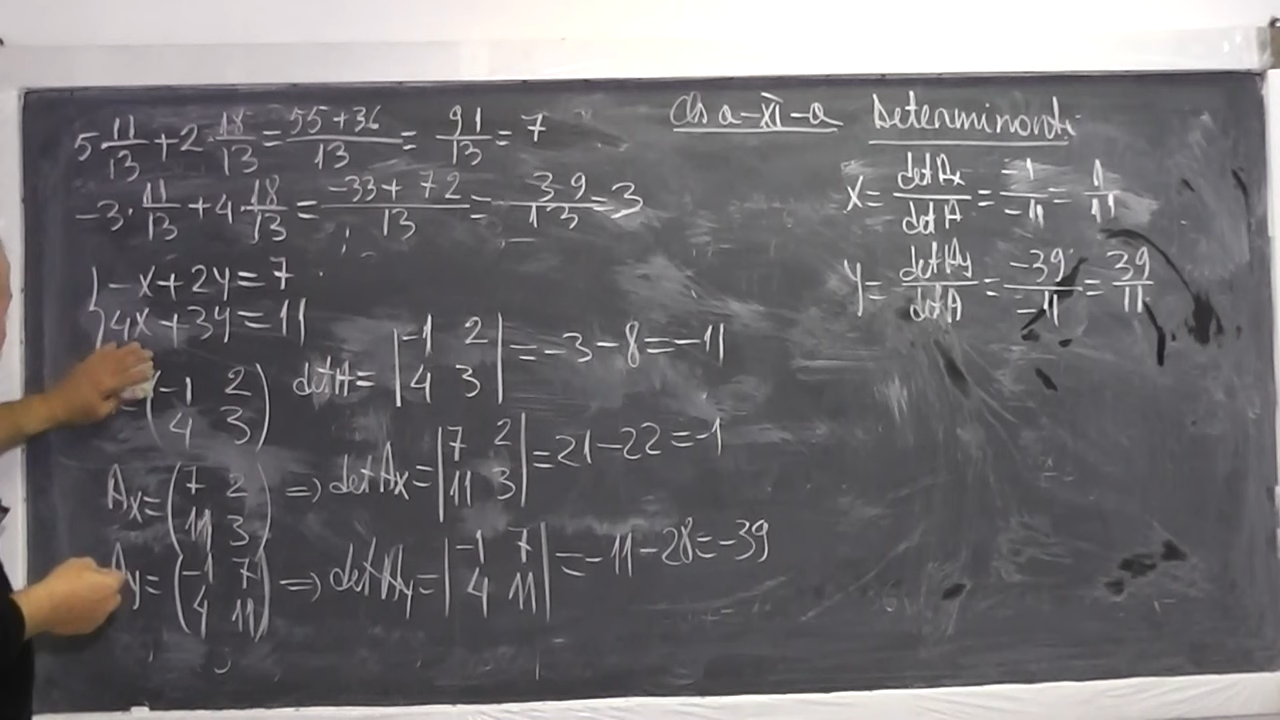 Cls a-XI-a Determinanti
5·11/13+2·18/13=55+36/13=91/13=7
-3·11/13+4·18/13=-33+72/13=39/13=3
{-x+2y=7
4x+3y=11
=(-1 2
4 3)
detA=|-1 2
4 3|=-3-8=-11
Ax=(7 2
11 3)=>detAx=|7 2
11 3|=21-22=-1
Ay=(-1 7
4 11)=>detAy=|-1 7
4 11|=-11-28=-39
x=detAx/detA=-1/-11=1/11
y=detAy/detA=-39/-11=39/11